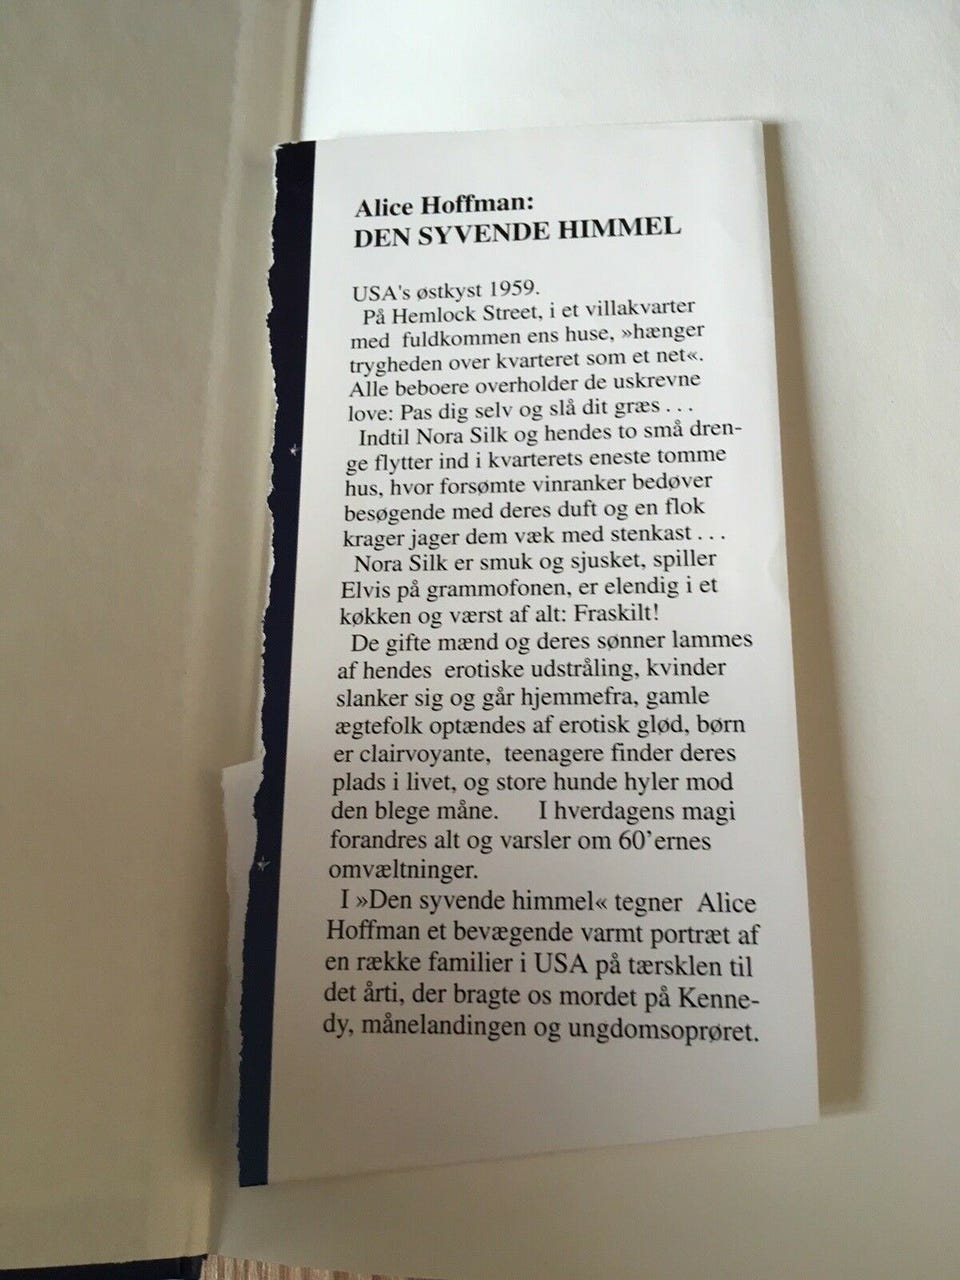 Alice Hoffman:
DEN SYVENDE HIMMEL
USA's østkyst 1959.
På Hemlock Street, i et villakvarter
med fuldkommen ens huse, »hænger
trygheden over kvarteret som et net«.
Alle beboere overholder de uskrevne
love: Pas dig selv og slå dit græs . . .
Indtil Nora Silk og hendes to små dren-
ge flytter ind i kvarterets eneste tomme
hus, hvor forsømte vinranker bedøver
besøgende med deres duft og en flok
krager jager dem væk med stenkast . . .
Nora Silk er smuk og sjusket, spiller
Elvis på grammofonen, er elendig i et
køkken og værst af alt: Fraskilt!
De gifte mænd og deres sønner lammes
af hendes erotiske udstråling, kvinder
slanker sig og går hjemmefra, gamle
ægtefolk optændes af erotisk glød, børn
er clairvoyante, teenagere finder deres
plads i livet, og store hunde hyler mod
den blege måne. I hverdagens magi
forandres alt og varsler om 60'ernes
omvæltninger.
I »Den syvende himmel« tegner Alice
Hoffman et bevægende varmt portræt af
en række familier i USA på tærsklen til
det årti, der bragte os mordet på Kenne-
dy, månelandingen og ungdomsoprøret.